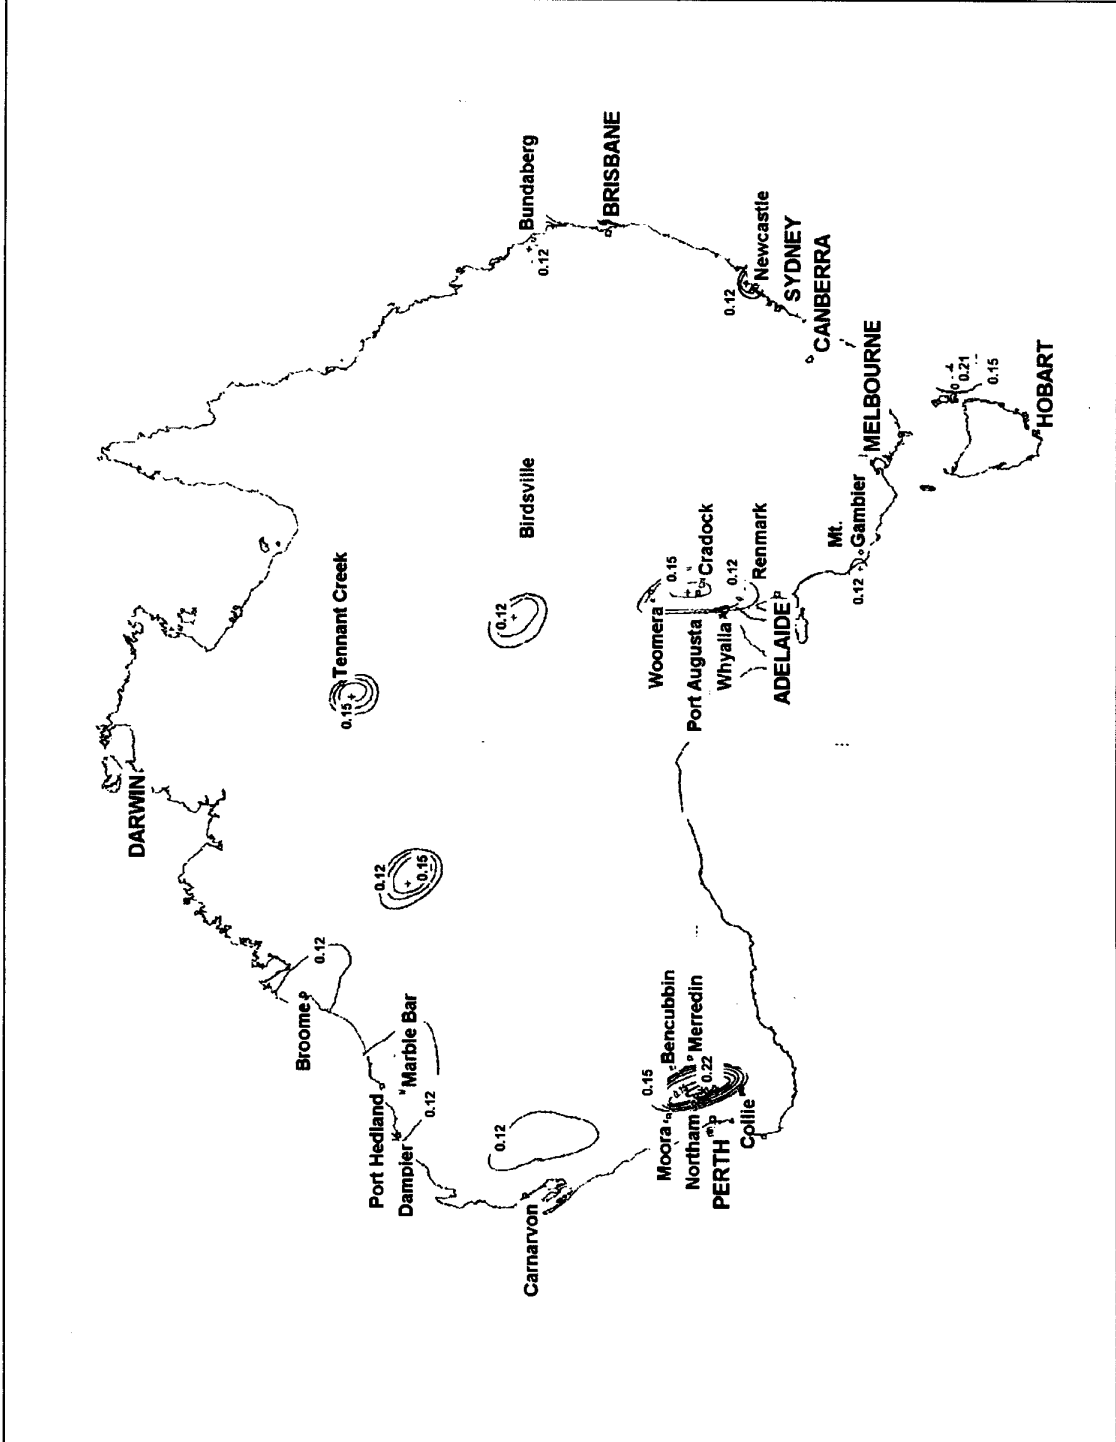 DARWIN
Tennant Creek
0.15
Broome
0.12
0.12
0.15
Port Hedland
Marble Bar
Dampier
0.12
0.12
Carnarvon
Birdsville
0.12
Bundaberg
0.12
BRISBANE
Woomera
0.15
Cradock
Port Augusta
0.12
Whyalla
Renmark
ADELAIDE
0.15
Bencubbin
Moora
Merredin
Northam
0.22
PERTH
Collie
0.12
Newcastle
SYDNEY
CANBERRA
Mt.
Gambier
0.12
MELBOURNE
0.21
0.15
HOBART